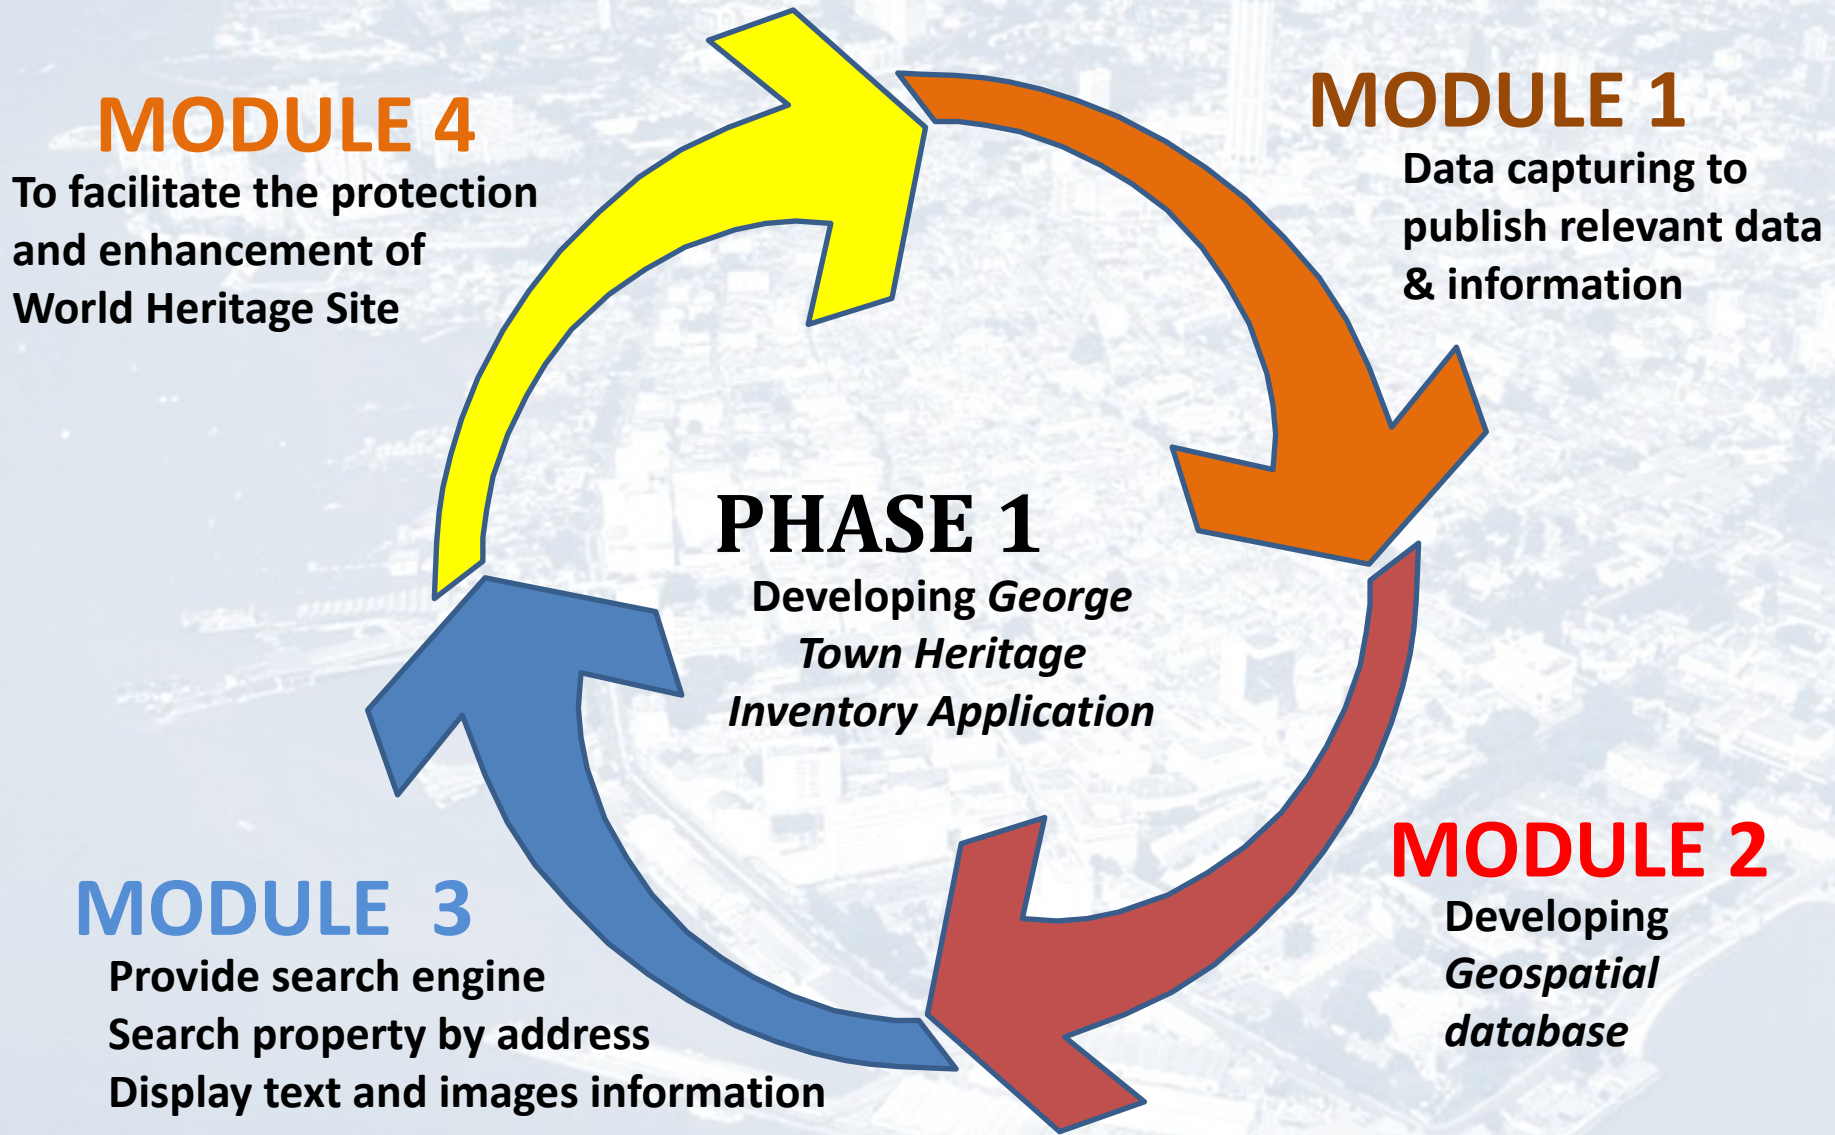 MODULE 4
To facilitate the protection
and enhancement of
World Heritage Site
MODULE 1
Data capturing to
publish relevant data
& information
PHASE 1
Developing George
Town Heritage
Inventory Application
MODULE 3
Provide search engine
Search property by address
Display text and images information
MODULE 2
Developing
Geospatial
database